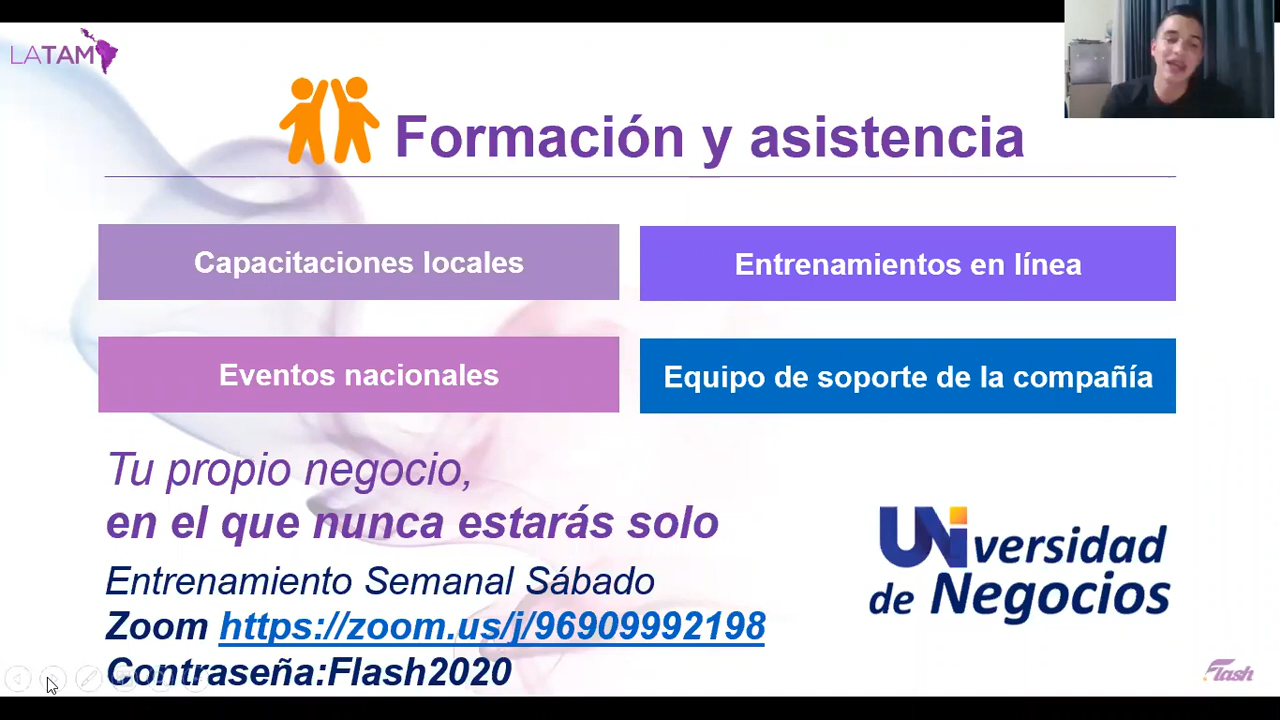 LATAM
Formación y asistencia
Capacitaciones locales
Entrenamientos en línea
Eventos nacionales
Equipo de soporte de la compañía
Tu propio negocio,
en el que nunca estarás solo
Entrenamiento Semanal Sábado
Zoom https://zoom.us/j/96909992198
Contraseña:Flash2020
UNiversidad
de Negocios
Flash